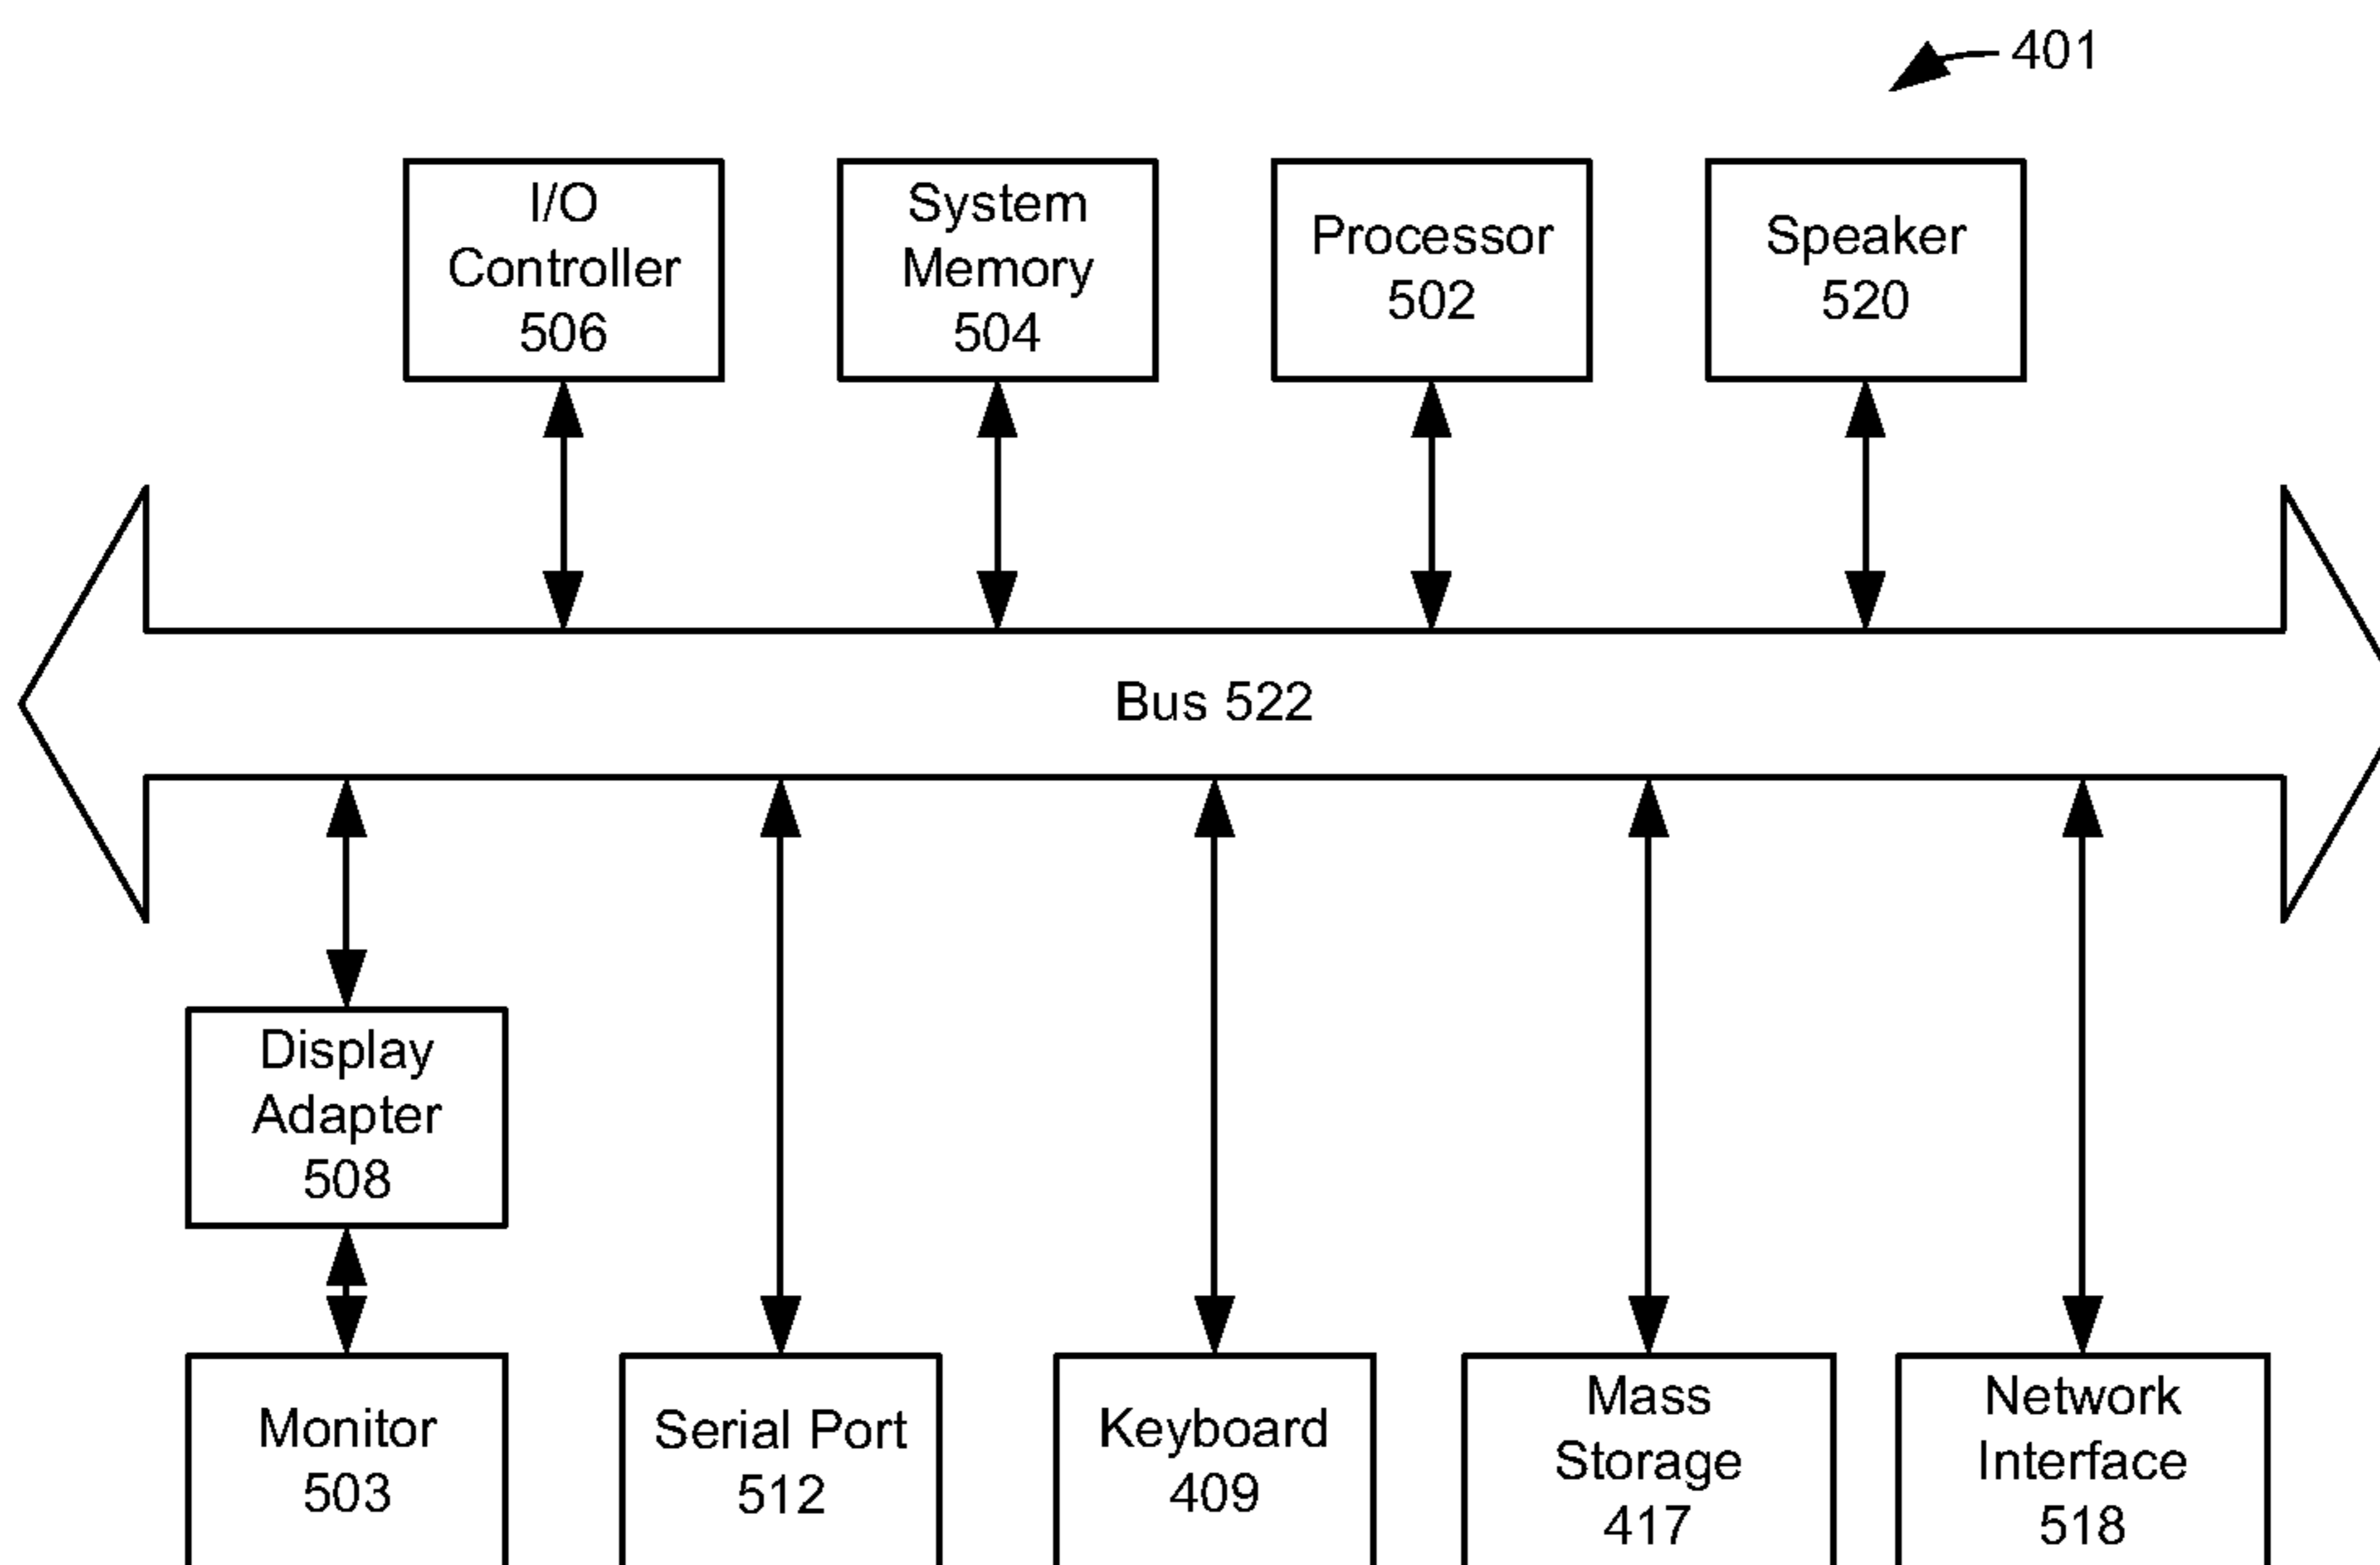 401
I/O
Controller
506
System
Memory
504
Processor
502
Speaker
520
Bus 522
Display
Adapter
508
Monitor
503
Serial Port
512
Keyboard
409
Mass
Storage
417
Network
Interface
518